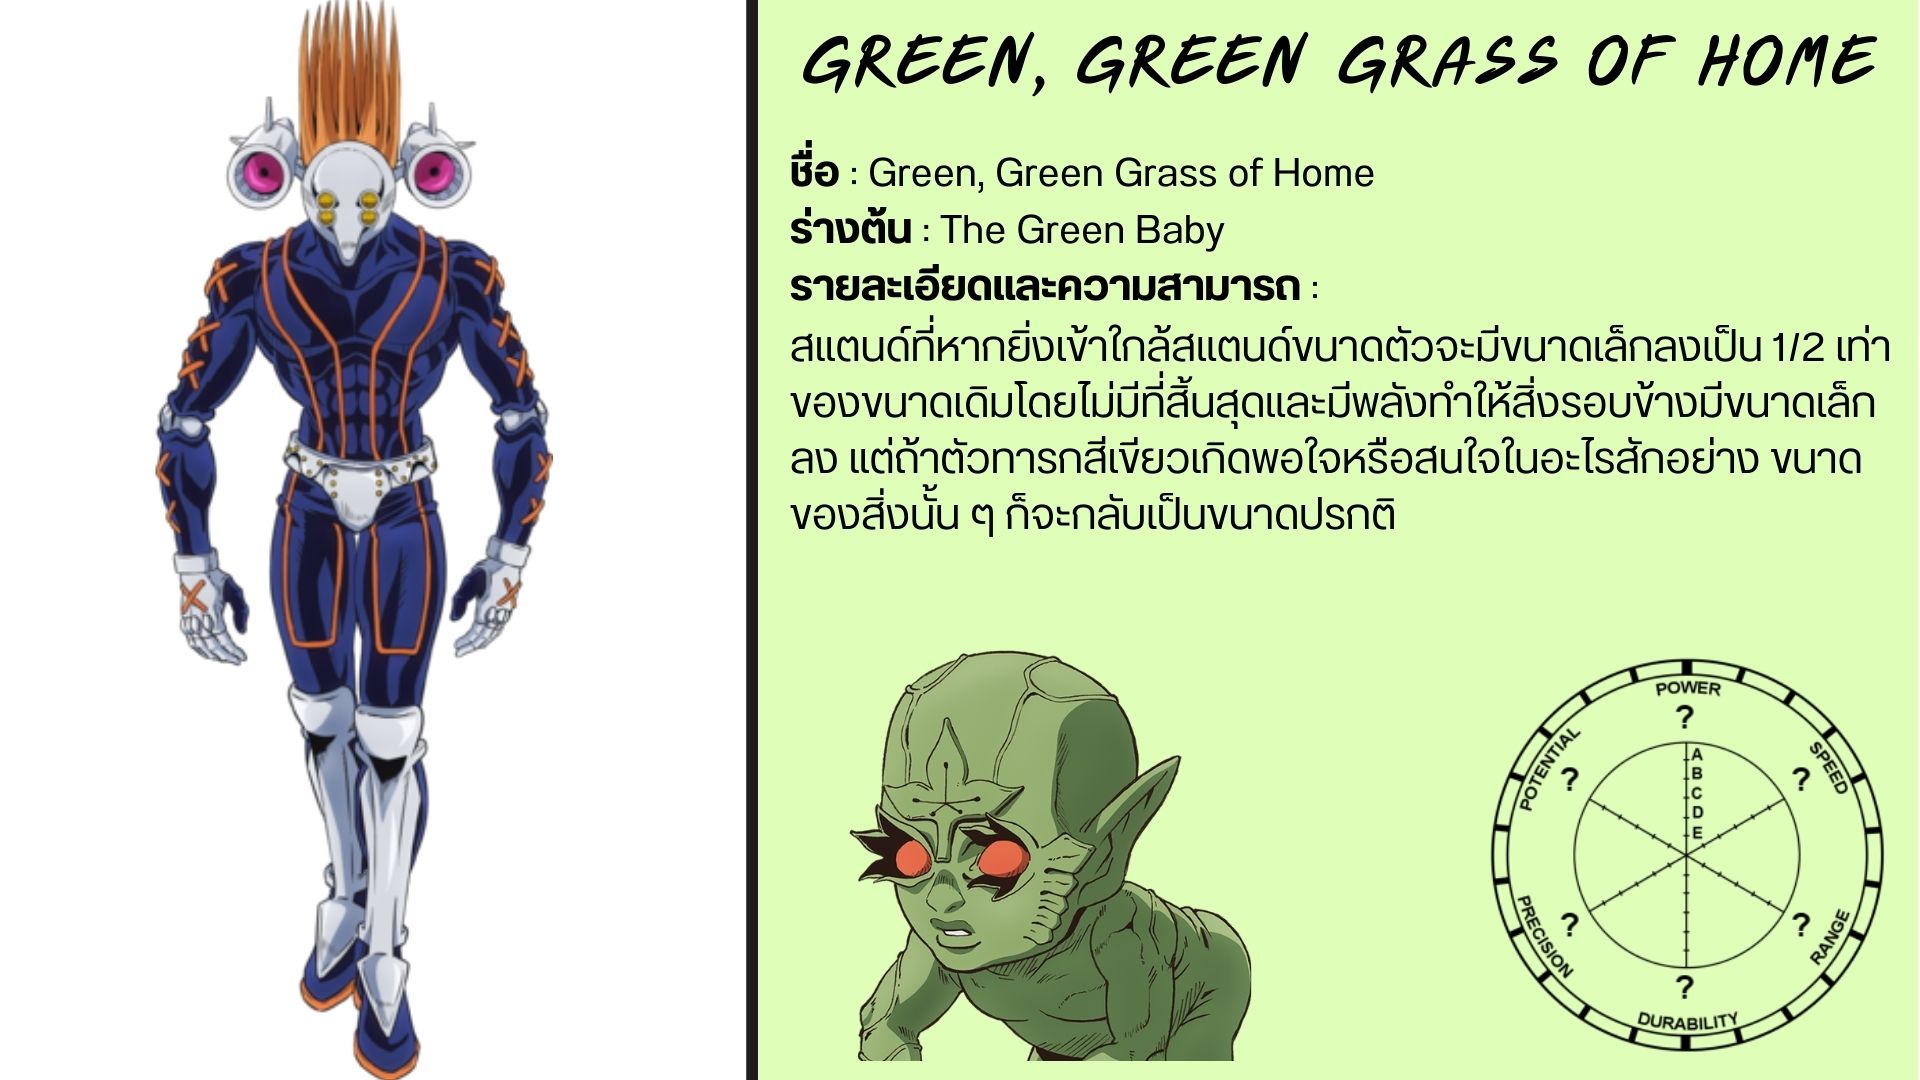 GREEN, GREEN GRASS OF HOME
ชื่อ : Green, Green Grass of Home
ร่างต้น : The Green Baby
รายละเอียดและความสามารถ :
สแตนด์ที่หากยิ่งเข้าใกล้สแตนด์ขนาดตัวจะมีขนาดเล็กลงเป็น 1/2 เท่า
ของขนาดเดิมโดยไม่มีที่สิ้นสุดและมีพลังทำให้สิ่งรอบข้างมีขนาดเล็ก
ลง แต่ถ้าตัวทารกสีเขียวเกิดพอใจหรือสนใจในอะไรสักอย่าง ขนาด
ของสิ่งนั้น ๆ ก็จะกลับเป็นขนาดปรกติ
POWER
?
SPEED
?
RANGE
?
DURABILITY
?
PRECISION
?
POTENTIAL
?
A
B
C
D
E